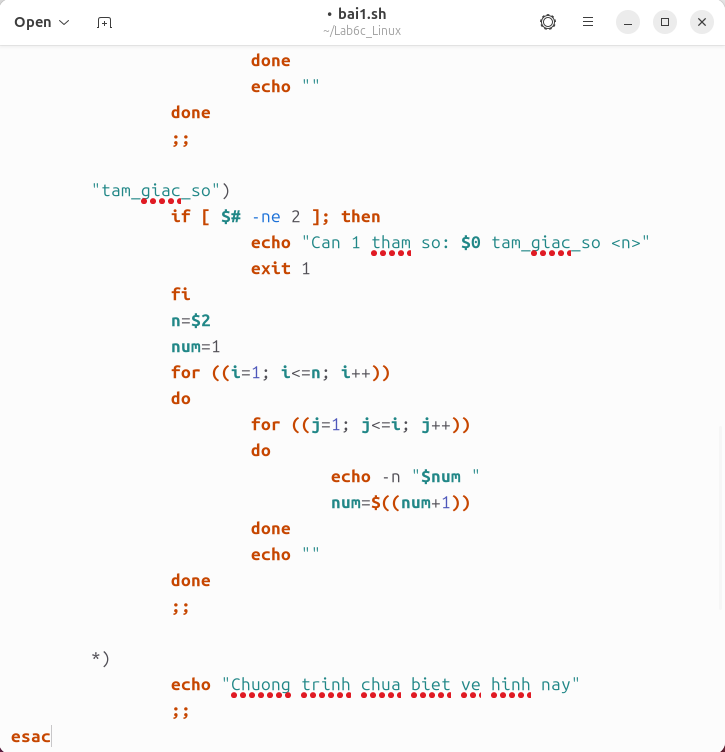 Open
• bai1.sh
~/Lab6c_Linux
done
echo ""
done
;;
"tam_giac_so")
if [ $# -ne 2 ]; then
echo "Can 1 tham so: $0 tam_giac_so <n>"
exit 1
fi
n=$2
num=1
for ((i=1; i<=n; i++))
do
for ((j=1; j<=i; j++))
do
echo -n "$num "
num=$((num+1))
done
echo ""
done
;;
*)
echo "Chuong trinh chua biet ve hinh nay"
;;
esac